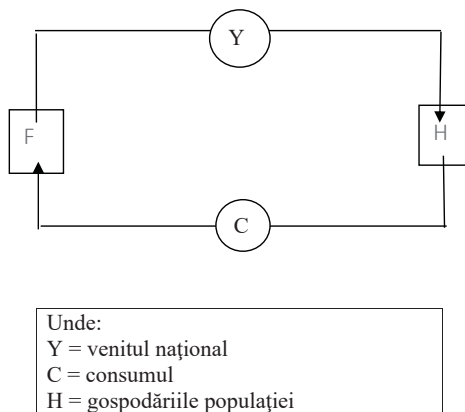 Y
F
H
C
Unde:
Y = venitul naţional
C = consumul
H = gospodăriile populaţiei